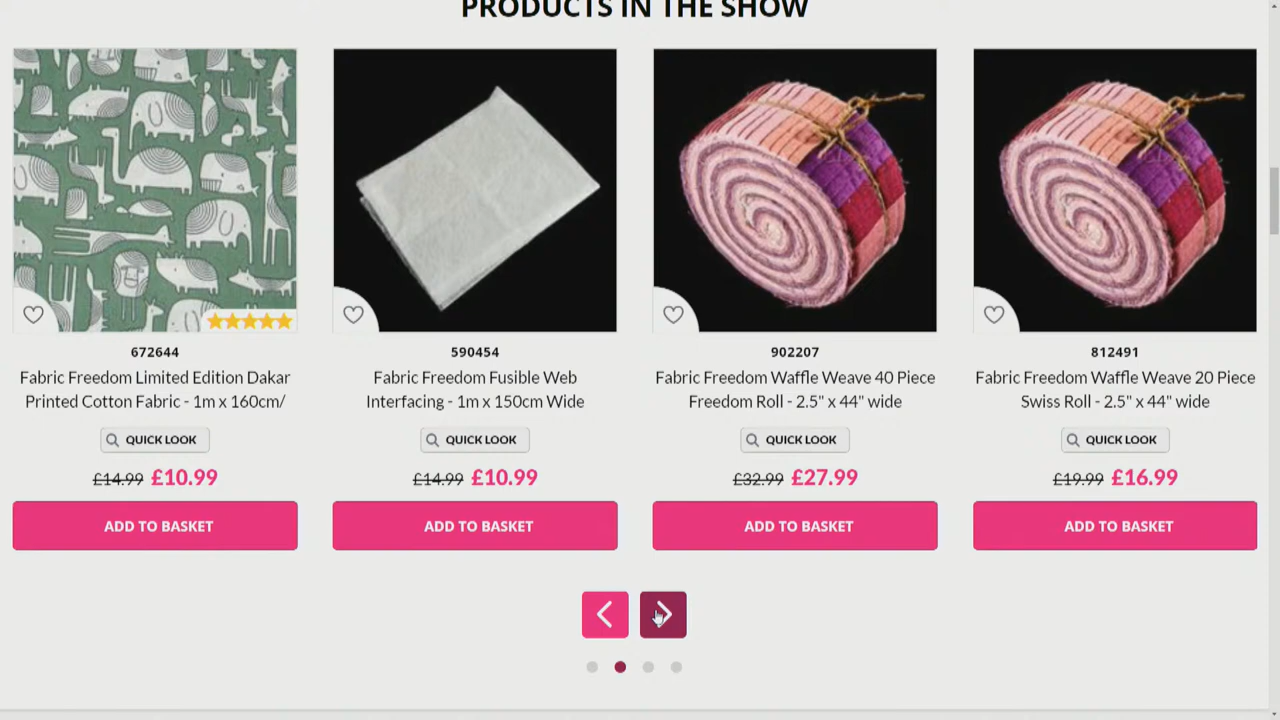 PRODUCTS IN THE SHOW
672644
Fabric Freedom Limited Edition Dakar
Printed Cotton Fabric - 1m x 160cm/
QUICK LOOK
£14.99 £10.99
ADD TO BASKET
590454
Fabric Freedom Fusible Web
Interfacing - 1m x 150cm Wide
QUICK LOOK
£14.99 £10.99
ADD TO BASKET
902207
Fabric Freedom Waffle Weave 40 Piece
Freedom Roll - 2.5" x 44" wide
QUICK LOOK
£32.99 £27.99
ADD TO BASKET
812491
Fabric Freedom Waffle Weave 20 Piece
Swiss Roll - 2.5" x 44" wide
QUICK LOOK
£19.99 £16.99
ADD TO BASKET